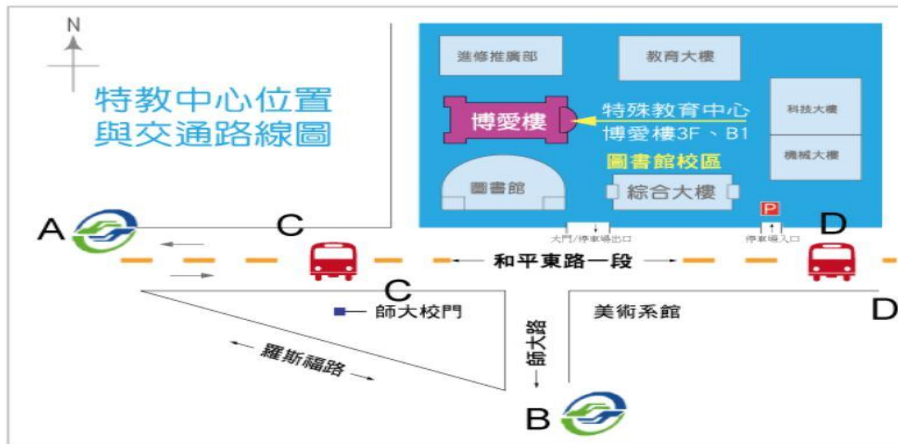 N
特教中心位置
與交通路線圖
進修推廣部
教育大樓
博愛樓
特殊教育中心
博愛樓3F、B1
科技大樓
圖書館校區
機械大樓
圖書館
綜合大樓
P
A
C
D
大門/停車場出口
停車場入口
和平東路一段
C
D
師大校門
美術系館
羅斯福路
師大路
B